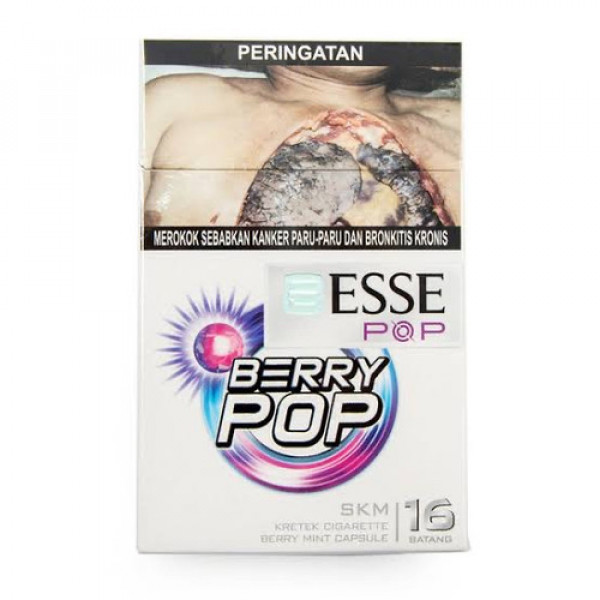 PERINGATAN
MEROKOK SEBABKAN KANKER PARU-PARU DAN BRONKITIS KRONIS
ESSE
POP
BERRY
POP
SKM
KRETEK CIGARETTE
BERRY MINT CAPSULE
16
BATANG